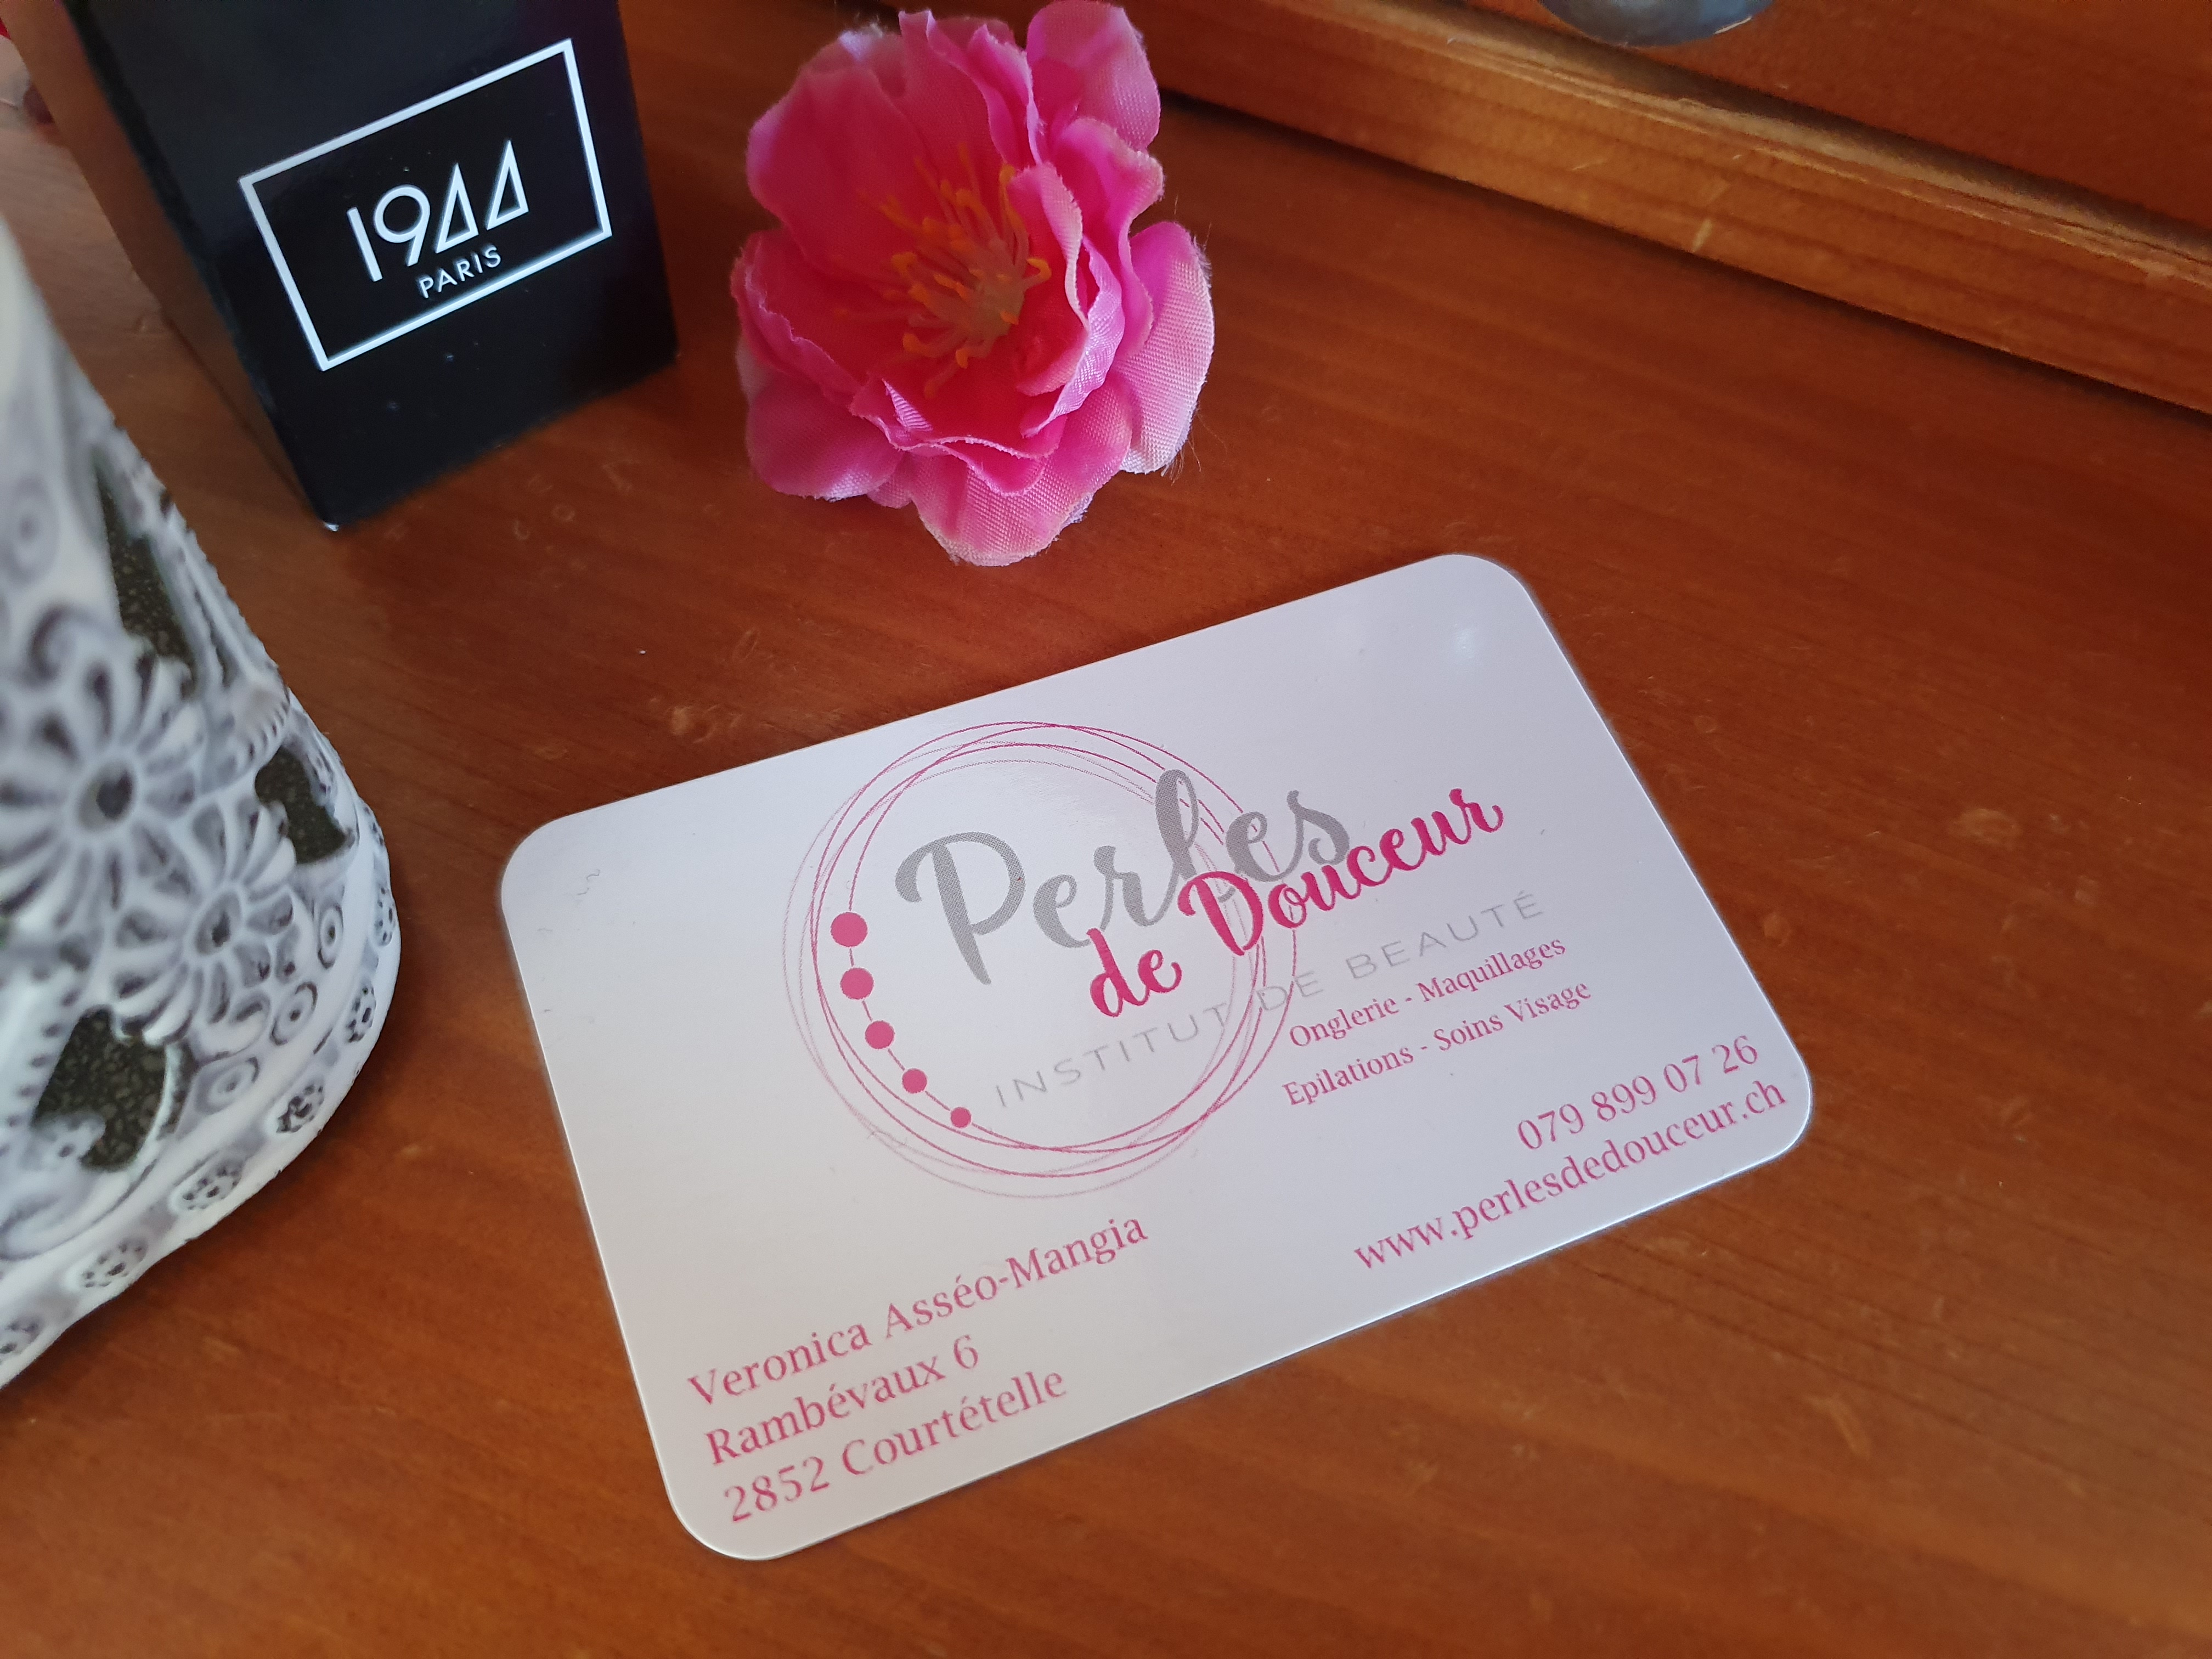 1944
PARIS
Perles
de Douceur
INSTITUT DE BEAUTÉ
Onglerie - Maquillages
Epilations - Soins Visage
079 899 07 26
www.perlesdedouceur.ch
Veronica Asséo-Mangia
Rambévaux 6
2852 Courtételle